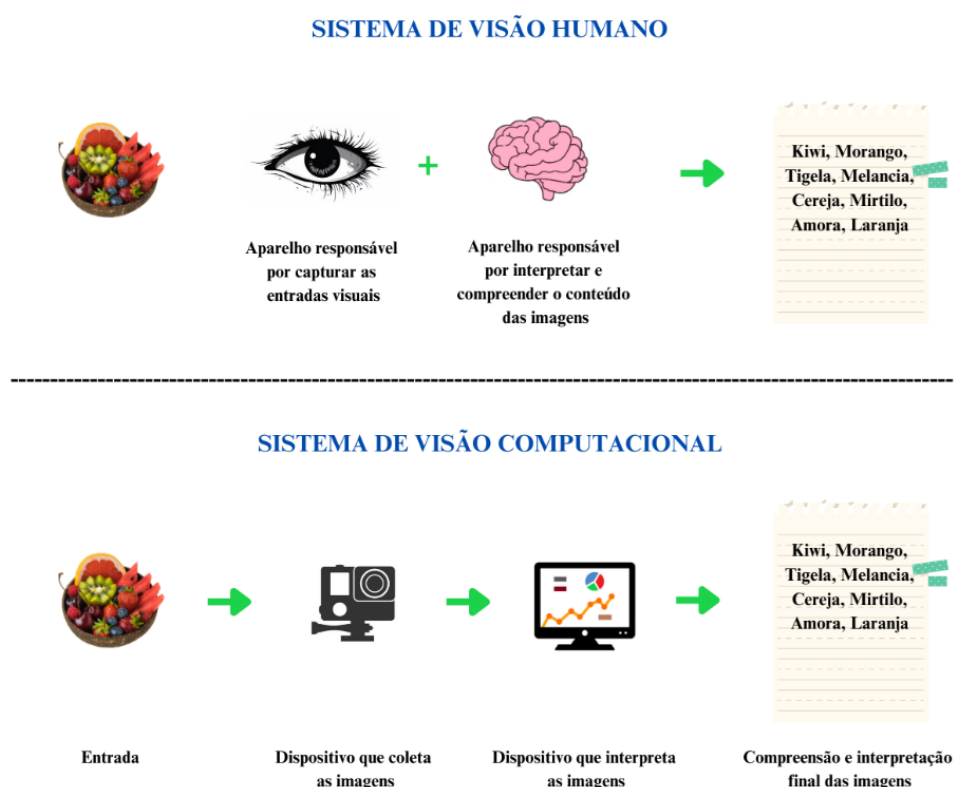 SISTEMA DE VISÃO HUMANO
Kiwi, Morango,
Tigela, Melancia,
Cereja, Mirtilo,
Amora, Laranja
Aparelho responsável
por capturar as
entradas visuais
Aparelho responsável
por interpretar e
compreender o conteúdo
das imagens
SISTEMA DE VISÃO COMPUTACIONAL
Kiwi, Morango,
Tigela, Melancia,
Cereja, Mirtilo,
Amora, Laranja
Entrada
Dispositivo que coleta
as imagens
Dispositivo que interpreta
as imagens
Compreensão e interpretação
final das imagens